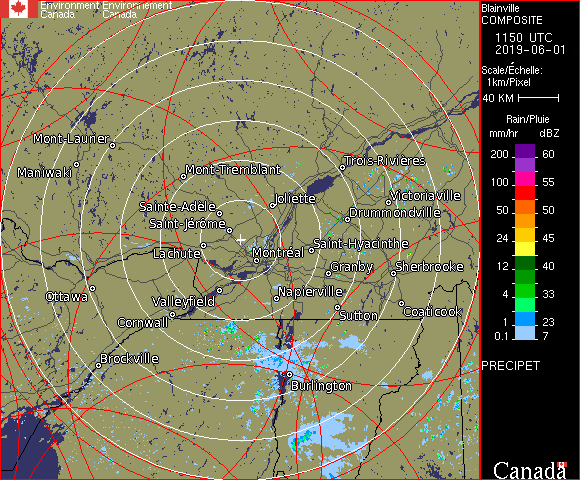 Environment Environnement
Canada Canada
Blainville
COMPOSITE
1150 UTC
2019-06-01
Scale/Échelle:
1km/Pixel
40 KM
Rain/Pluie
mm/hr dBZ
200 60
100 55
50 50
24 45
12 40
4 33
1 23
0.1 7
PRECIPET
Canada
Mont-Laurier
Maniwaki
Mont-Tremblant
Trois-Rivières
Sainte-Adèle
Joliette
Victoriaville
Saint-Jérôme
Drummondville
Lachute
Montréal
Saint-Hyacinthe
Granby
Sherbrooke
Ottawa
Valleyfield
Napierville
Cornwall
Sutton
Coaticook
Brockville
Burlington